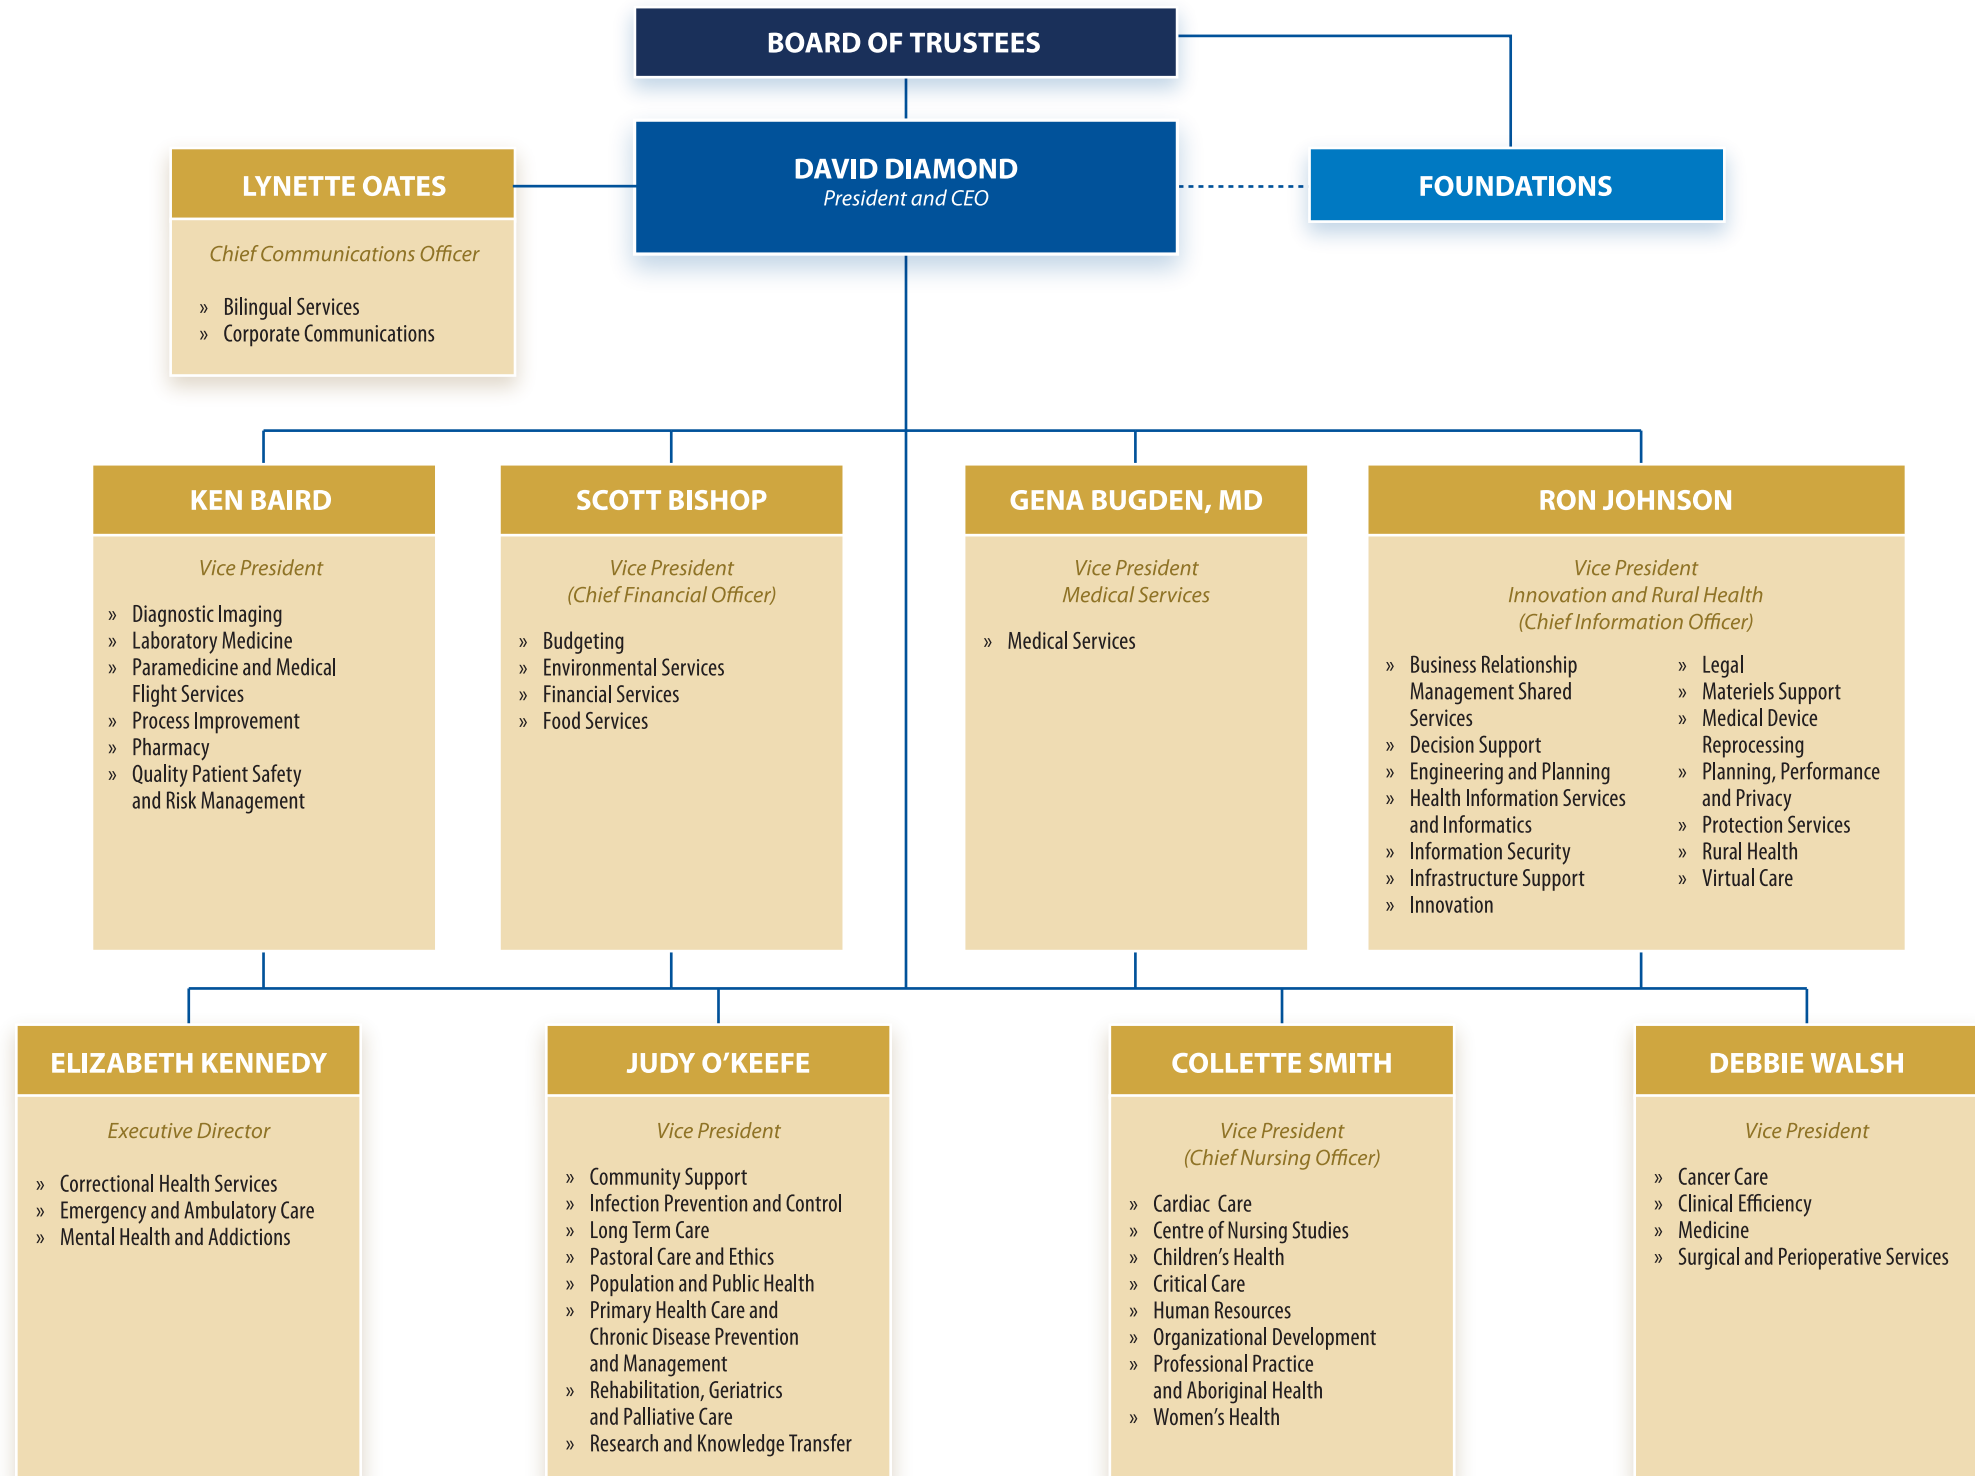 BOARD OF TRUSTEES
DAVID DIAMOND
President and CEO
FOUNDATIONS
LYNETTE OATES
Chief Communications Officer
» Bilingual Services
» Corporate Communications
KEN BAIRD
Vice President
» Diagnostic Imaging
» Laboratory Medicine
» Paramedicine and Medical
Flight Services
» Process Improvement
» Pharmacy
» Quality Patient Safety
and Risk Management
SCOTT BISHOP
Vice President
(Chief Financial Officer)
» Budgeting
» Environmental Services
» Financial Services
» Food Services
GENA BUGDEN, MD
Vice President
Medical Services
» Medical Services
RON JOHNSON
Vice President
Innovation and Rural Health
(Chief Information Officer)
» Business Relationship
Management Shared
Services
» Decision Support
» Engineering and Planning
» Health Information Services
and Informatics
» Information Security
» Infrastructure Support
» Innovation
» Legal
» Materiels Support
» Medical Device
Reprocessing
» Planning, Performance
and Privacy
» Protection Services
» Rural Health
» Virtual Care
ELIZABETH KENNEDY
Executive Director
» Correctional Health Services
» Emergency and Ambulatory Care
» Mental Health and Addictions
JUDY O’KEEFE
Vice President
» Community Support
» Infection Prevention and Control
» Long Term Care
» Pastoral Care and Ethics
» Population and Public Health
» Primary Health Care and
Chronic Disease Prevention
and Management
» Rehabilitation, Geriatrics
and Palliative Care
» Research and Knowledge Transfer
COLLETTE SMITH
Vice President
(Chief Nursing Officer)
» Cardiac Care
» Centre of Nursing Studies
» Children’s Health
» Critical Care
» Human Resources
» Organizational Development
» Professional Practice
and Aboriginal Health
» Women’s Health
DEBBIE WALSH
Vice President
» Cancer Care
» Clinical Efficiency
» Medicine
» Surgical and Perioperative Services